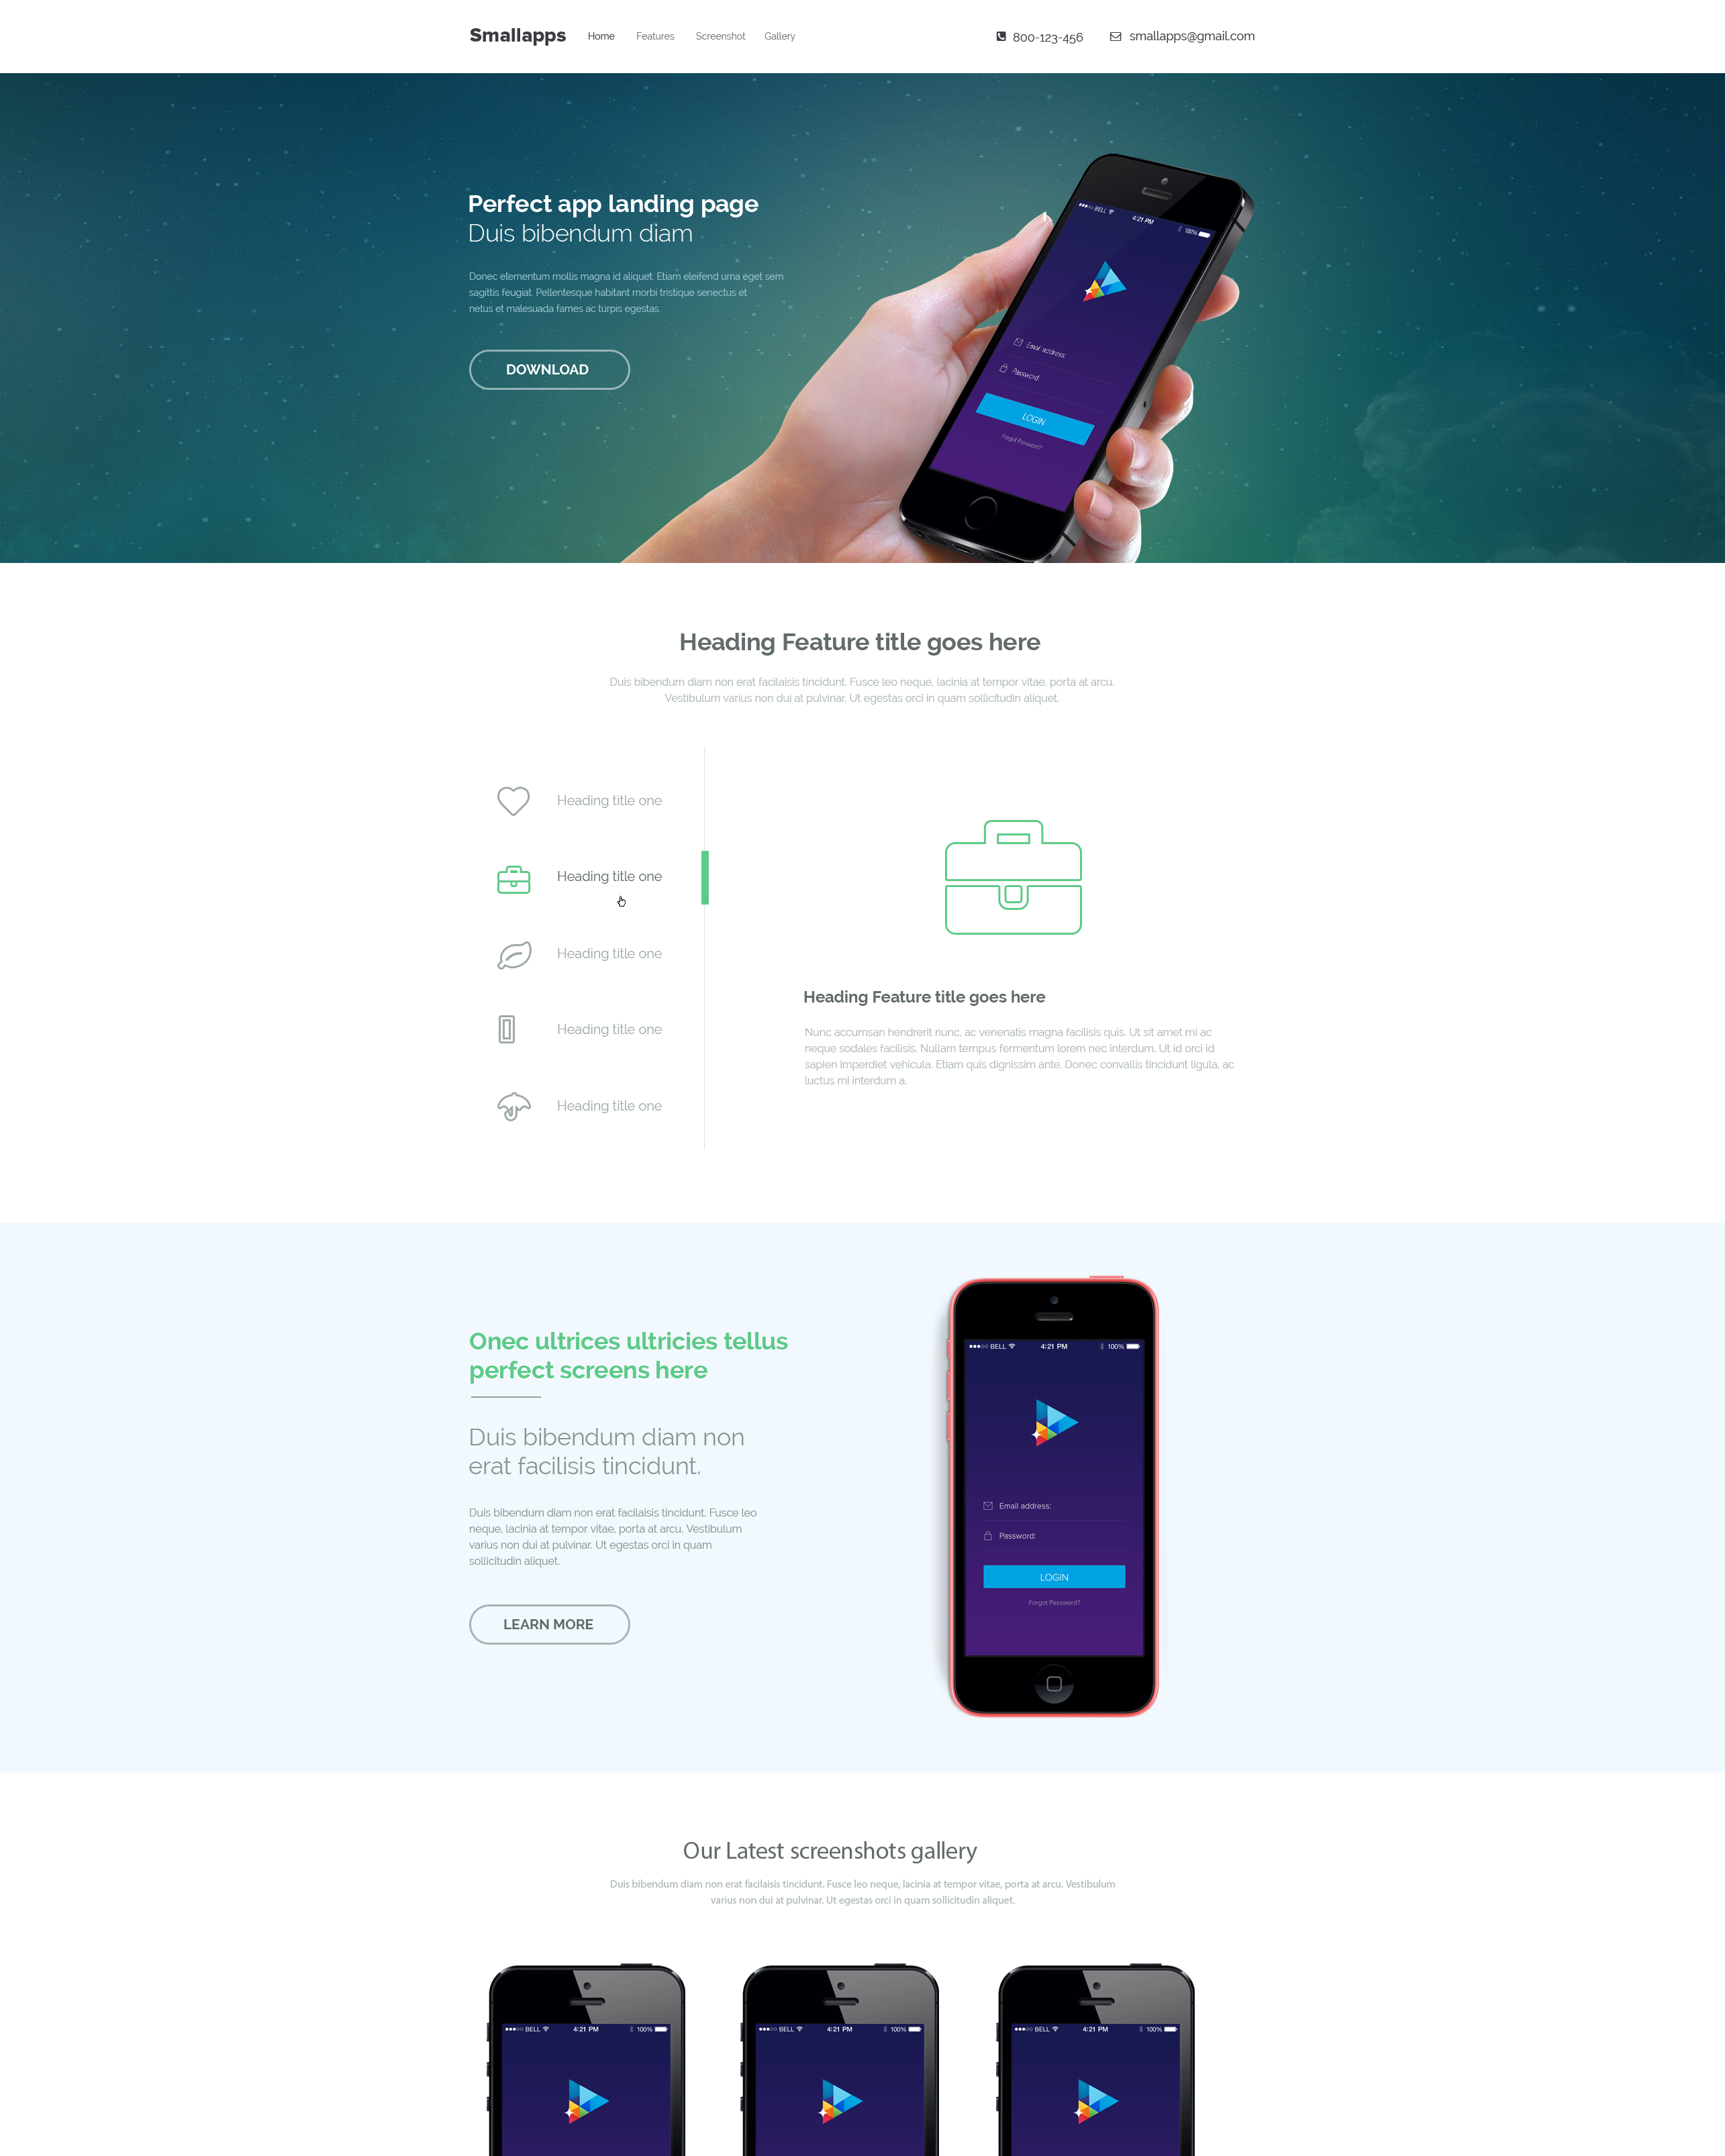 Smallapps
Home Features Screenshot Gallery
800-123-456
smallapps@gmail.com
Perfect app landing page
Duis bibendum diam
Donec elementum mollis magna id aliquet. Etiam eleifend urna eget sem
sagittis feugiat. Pellentesque habitant morbi tristique senectus et
netus et malesuada fames ac turpis egestas.
DOWNLOAD
BELL 4:21 PM 100%
Email address:
Password:
LOGIN
Forgot Password?
Heading Feature title goes here
Duis bibendum diam non erat facilaisis tincidunt. Fusce leo neque, lacinia at tempor vitae, porta at arcu.
Vestibulum varius non dui at pulvinar. Ut egestas orci in quam sollicitudin aliquet.
Heading title one
Heading title one
Heading title one
Heading title one
Heading title one
Heading Feature title goes here
Nunc accumsan hendrerit nunc, ac venenatis magna facilisis quis. Ut sit amet mi ac
neque sodales facilisis. Nullam tempus fermentum lorem nec interdum. Ut id orci id
sapien imperdiet vehicula. Etiam quis dignissim ante. Donec convallis tincidunt ligula, ac
luctus mi interdum a.
Onec ultrices ultricies tellus
perfect screens here
Duis bibendum diam non
erat facilisis tincidunt.
Duis bibendum diam non erat facilaisis tincidunt. Fusce leo
neque, lacinia at tempor vitae, porta at arcu. Vestibulum
varius non dui at pulvinar. Ut egestas orci in quam
sollicitudin aliquet.
LEARN MORE
BELL 4:21 PM 100%
Email address:
Password:
LOGIN
Forgot Password?
Our Latest screenshots gallery
Duis bibendum diam non erat facilaisis tincidunt. Fusce leo neque, lacinia at tempor vitae, porta at arcu. Vestibulum
varius non dui at pulvinar. Ut egestas orci in quam sollicitudin aliquet.
BELL 4:21 PM 100%
BELL 4:21 PM 100%
BELL 4:21 PM 100%